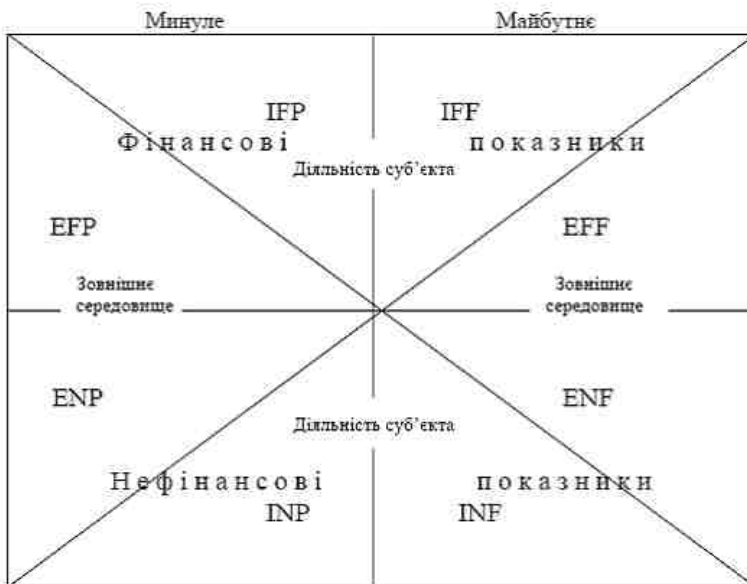 Минуле Майбутнє
IFP IFF
Фінансові показники
Діяльність суб’єкта
EFP EFF
Зовнішнє Зовнішнє
середовище середовище
ENP ENF
Діяльність суб’єкта
Нефінансові показники
INP INF